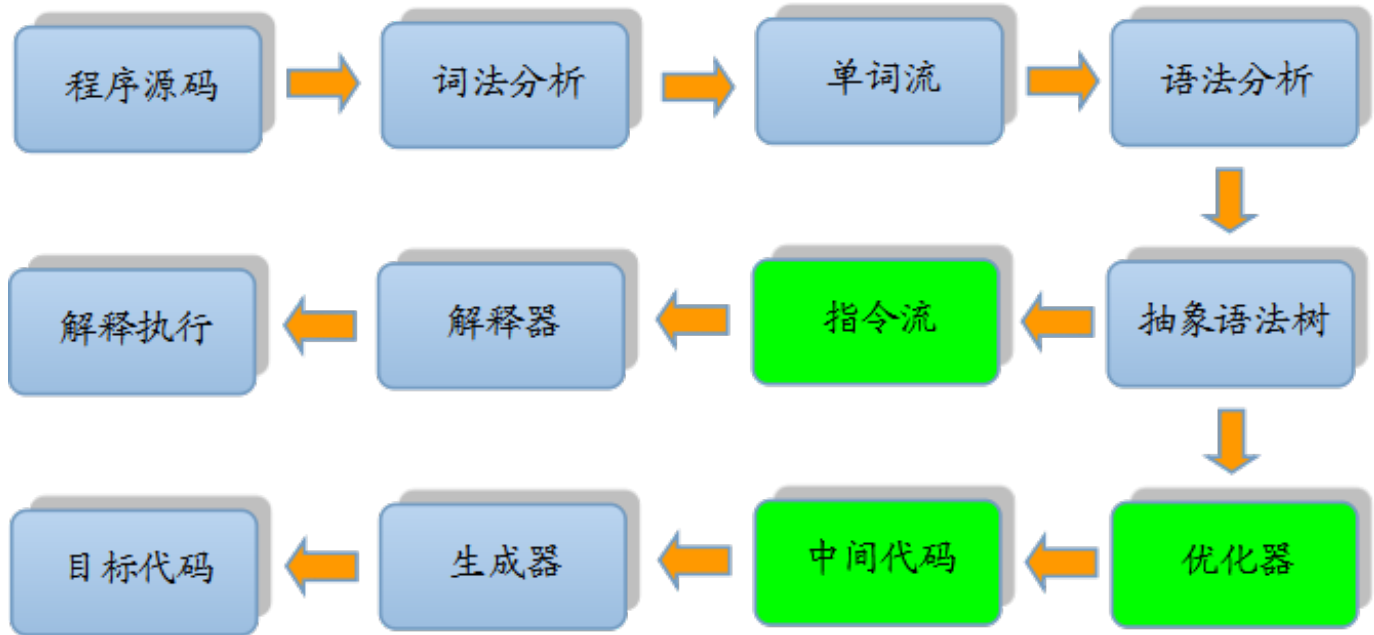 程序源码
词法分析
单词流
语法分析
解释执行
解释器
指令流
抽象语法树
目标代码
生成器
中间代码
优化器